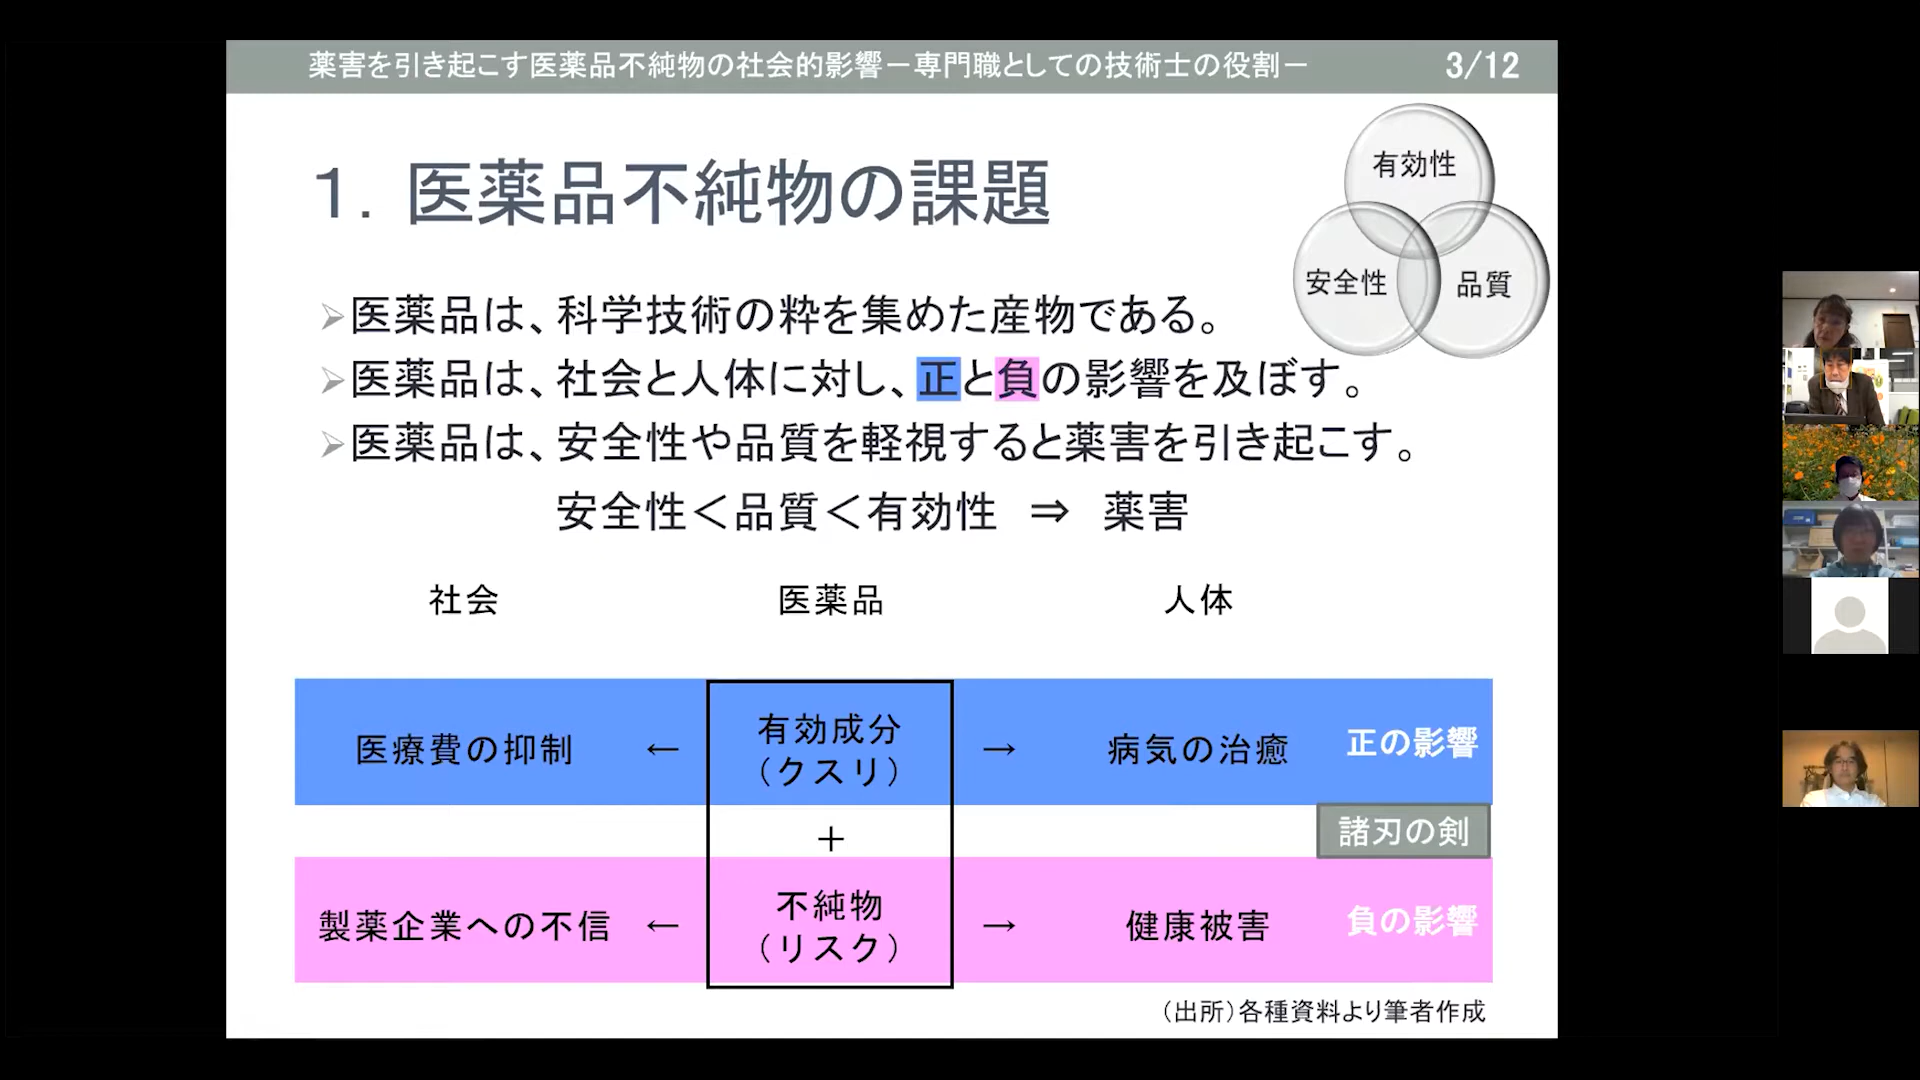 薬害を引き起こす医薬品不純物の社会的影響－専門職としての技術士の役割－
3/12
1．医薬品不純物の課題
有効性
安全性
品質
➢医薬品は、科学技術の粋を集めた産物である。
➢医薬品は、社会と人体に対し、正と負の影響を及ぼす。
➢医薬品は、安全性や品質を軽視すると薬害を引き起こす。
安全性＜品質＜有効性 ⇒ 薬害
社会
医薬品
人体
医療費の抑制
←
有効成分
（クスリ）
→
病気の治癒
正の影響
＋
諸刃の剣
製薬企業への不信
←
不純物
（リスク）
→
健康被害
負の影響
（出所）各種資料より筆者作成